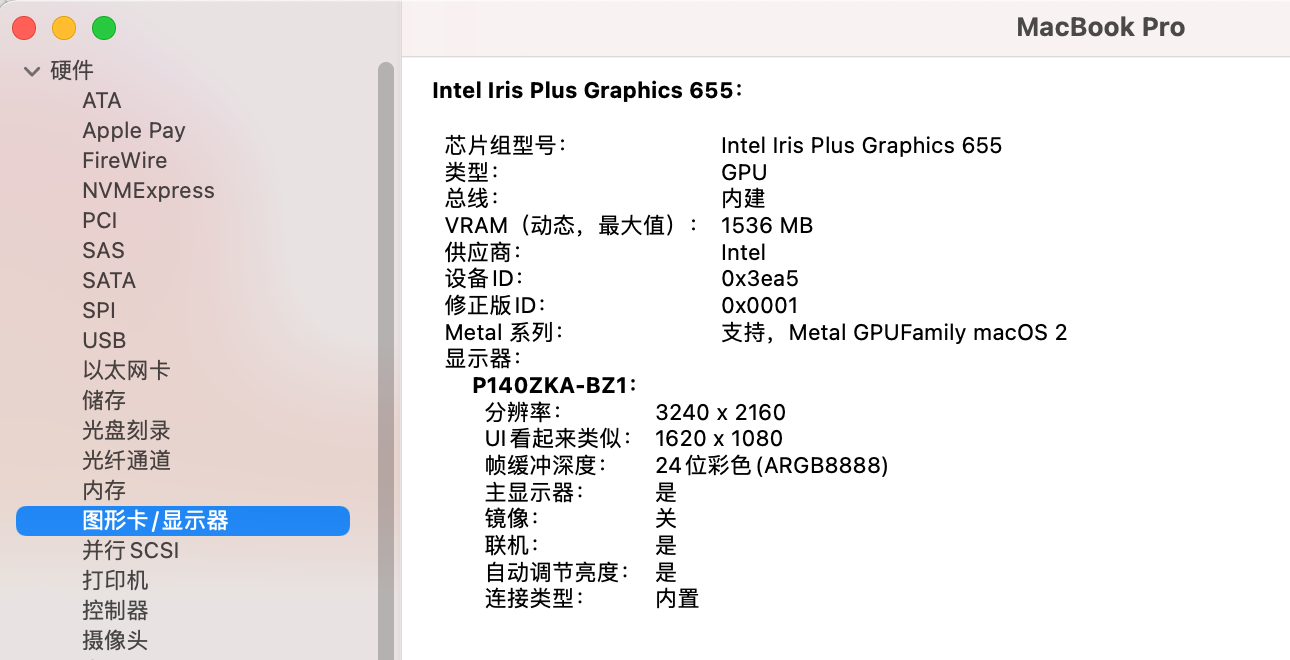 MacBook Pro
硬件
ATA
Apple Pay
FireWire
NVMExpress
PCI
SAS
SATA
SPI
USB
以太网卡
储存
光盘刻录
光纤通道
内存
图形卡/显示器
并行SCSI
打印机
控制器
摄像头
Intel Iris Plus Graphics 655:
芯片组型号: Intel Iris Plus Graphics 655
类型: GPU
总线: 内建
VRAM（动态，最大值）: 1536 MB
供应商: Intel
设备ID: 0x3ea5
修正版ID: 0x0001
Metal 系列: 支持，Metal GPUFamily macOS 2
显示器:
P140ZKA-BZ1:
分辨率: 3240 x 2160
UI看起来类似: 1620 x 1080
帧缓冲深度: 24位彩色(ARGB8888)
主显示器: 是
镜像: 关
联机: 是
自动调节亮度: 是
连接类型: 内置